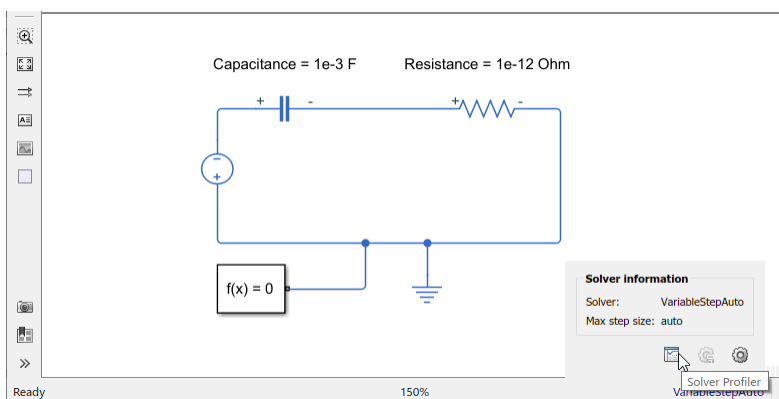 Capacitance = 1e-3 F
Resistance = 1e-12 Ohm
+ -
+ -
A
-
+
f(x) = 0
Solver information
Solver: VariableStepAuto
Max step size: auto
Solver Profiler
Ready
150%
VariableStepAuto